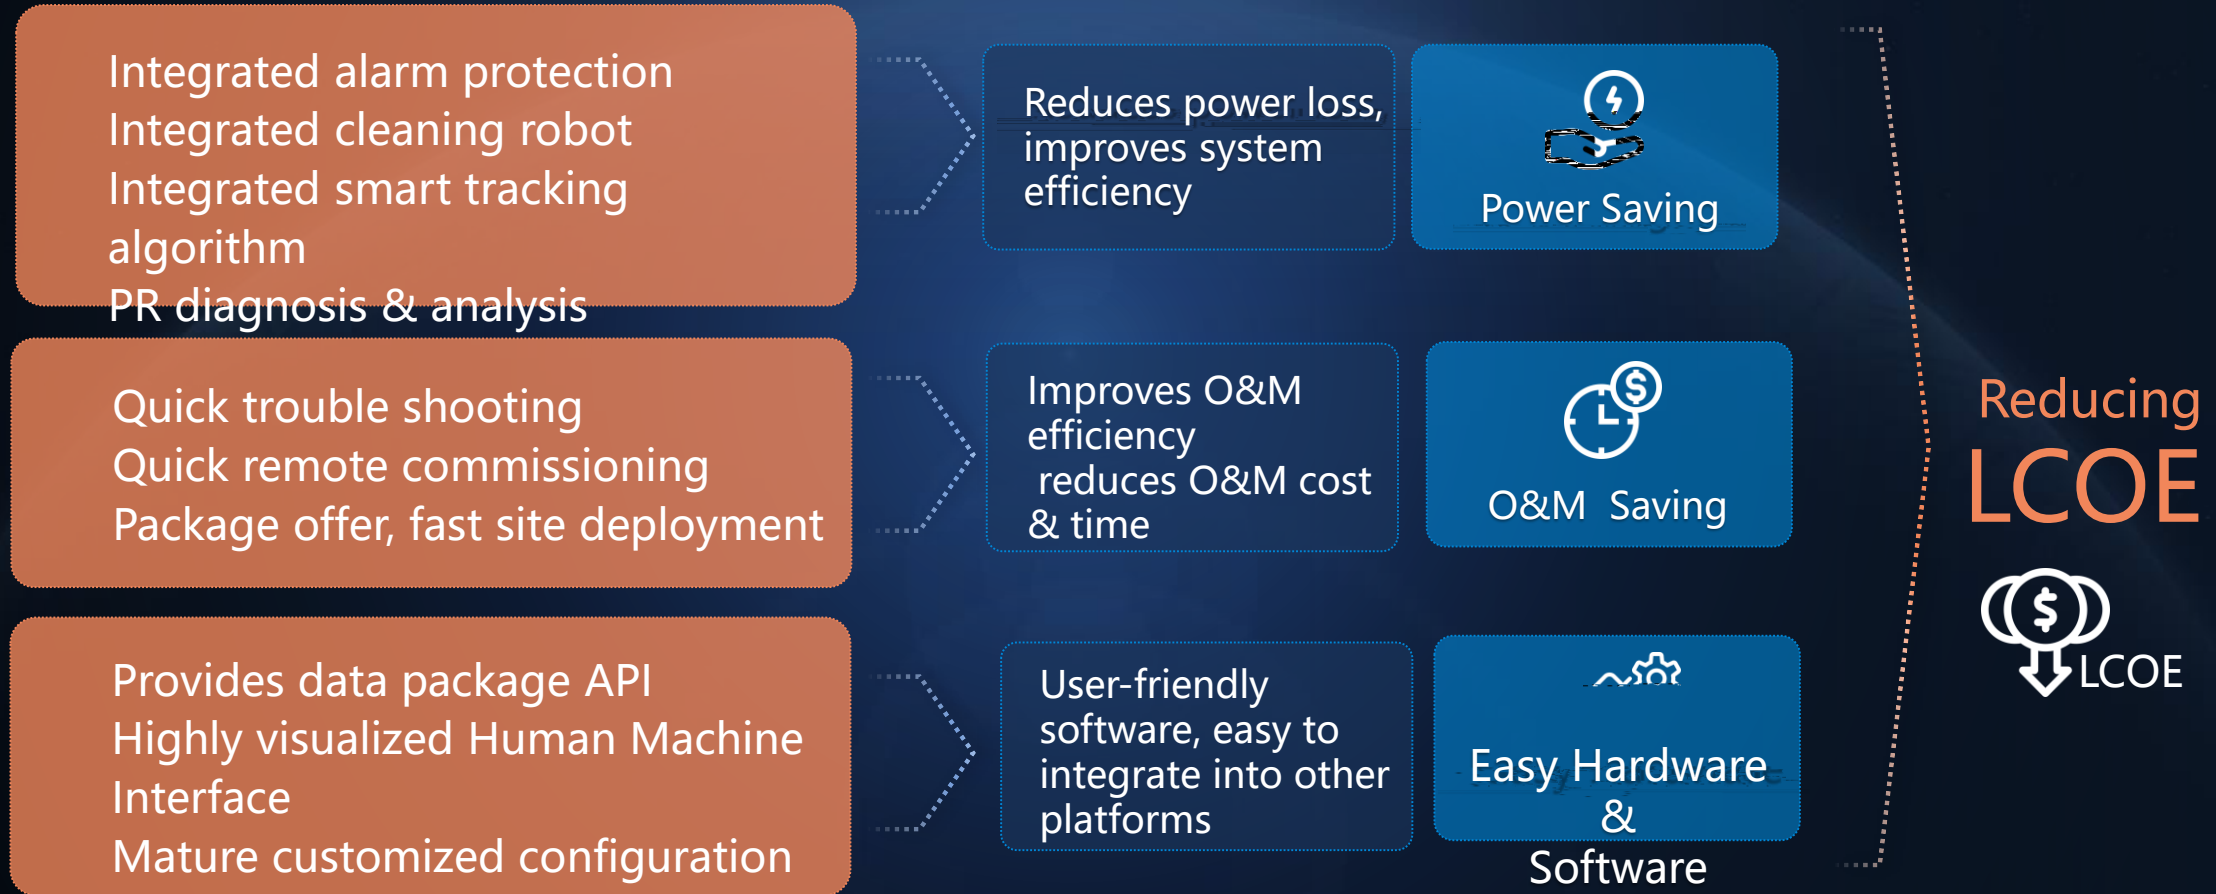 Integrated alarm protection
Integrated cleaning robot
Integrated smart tracking
algorithm
PR diagnosis & analysis
Reduces power loss,
improves system
efficiency
Power Saving
Quick trouble shooting
Quick remote commissioning
Package offer, fast site deployment
Improves O&M
efficiency
reduces O&M cost
& time
O&M Saving
Provides data package API
Highly visualized Human Machine
Interface
Mature customized configuration
User-friendly
software, easy to
integrate into other
platforms
Easy Hardware
&
Software
Reducing
LCOE
LCOE